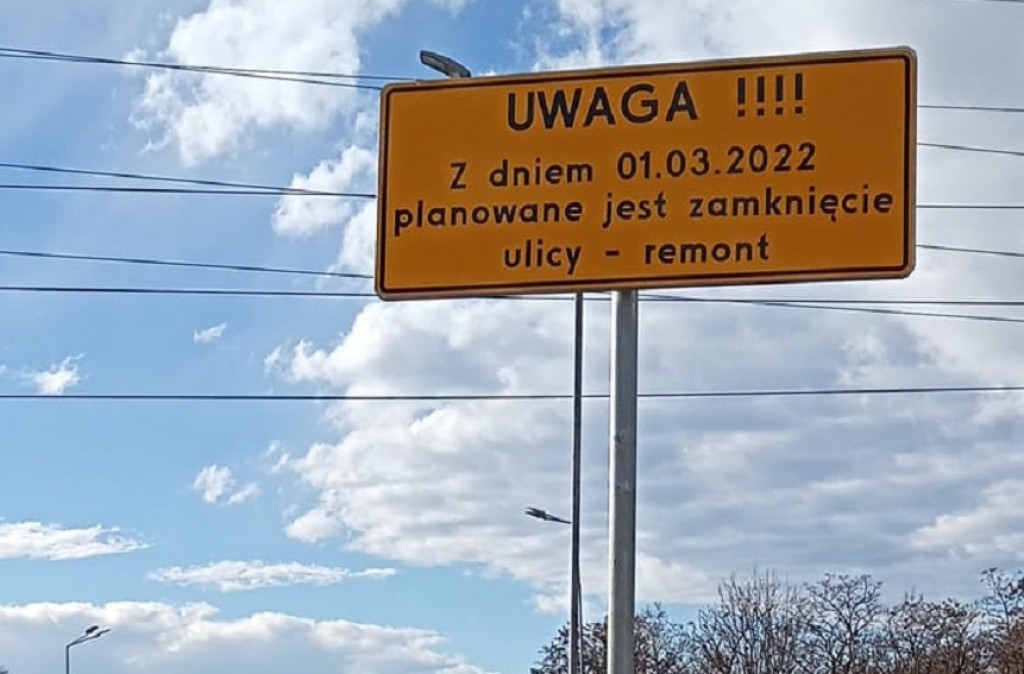 UWAGA !!!!
Z dniem 01.03.2022
planowane jest zamknięcie
ulicy - remont